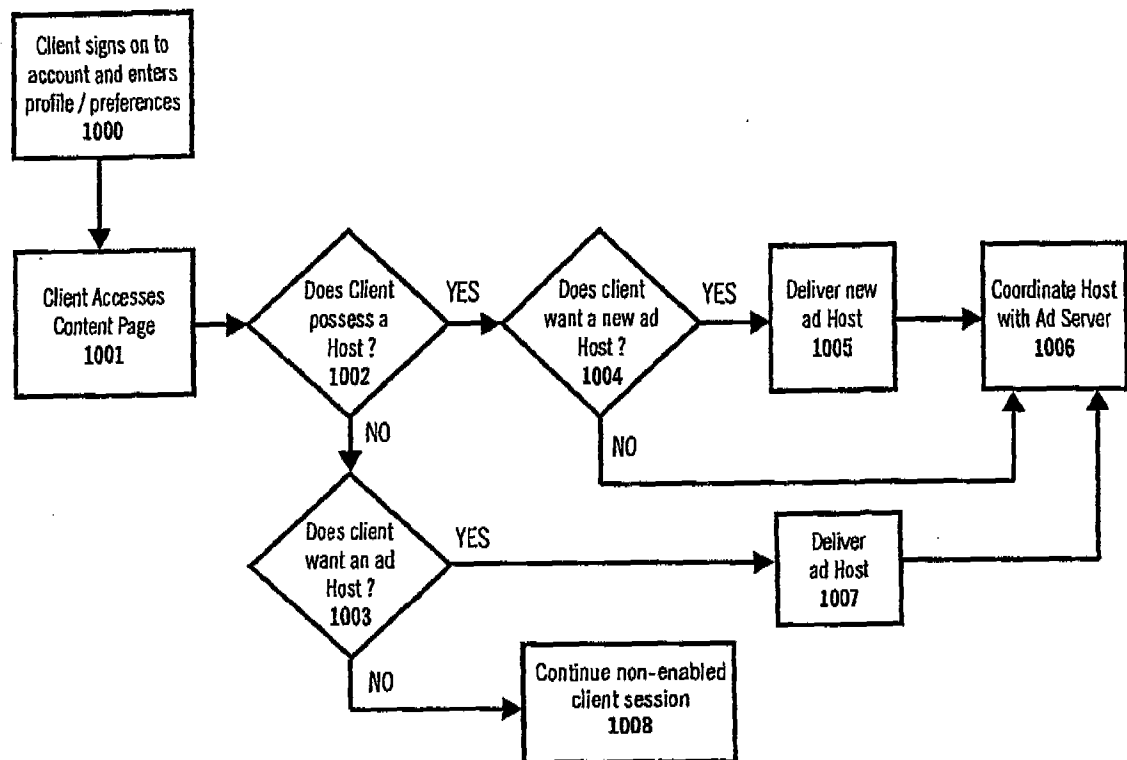 Client signs on to
account and enters
profile / preferences
1000
Client Accesses
Content Page
1001
Does Client
possess a
Host ?
1002
YES
Does client
want a new ad
Host ?
1004
YES
Deliver new
ad Host
1005
Coordinate Host
with Ad Server
1006
NO
NO
Does client
want an ad
Host ?
1003
YES
Deliver
ad Host
1007
NO
Continue non-enabled
client session
1008